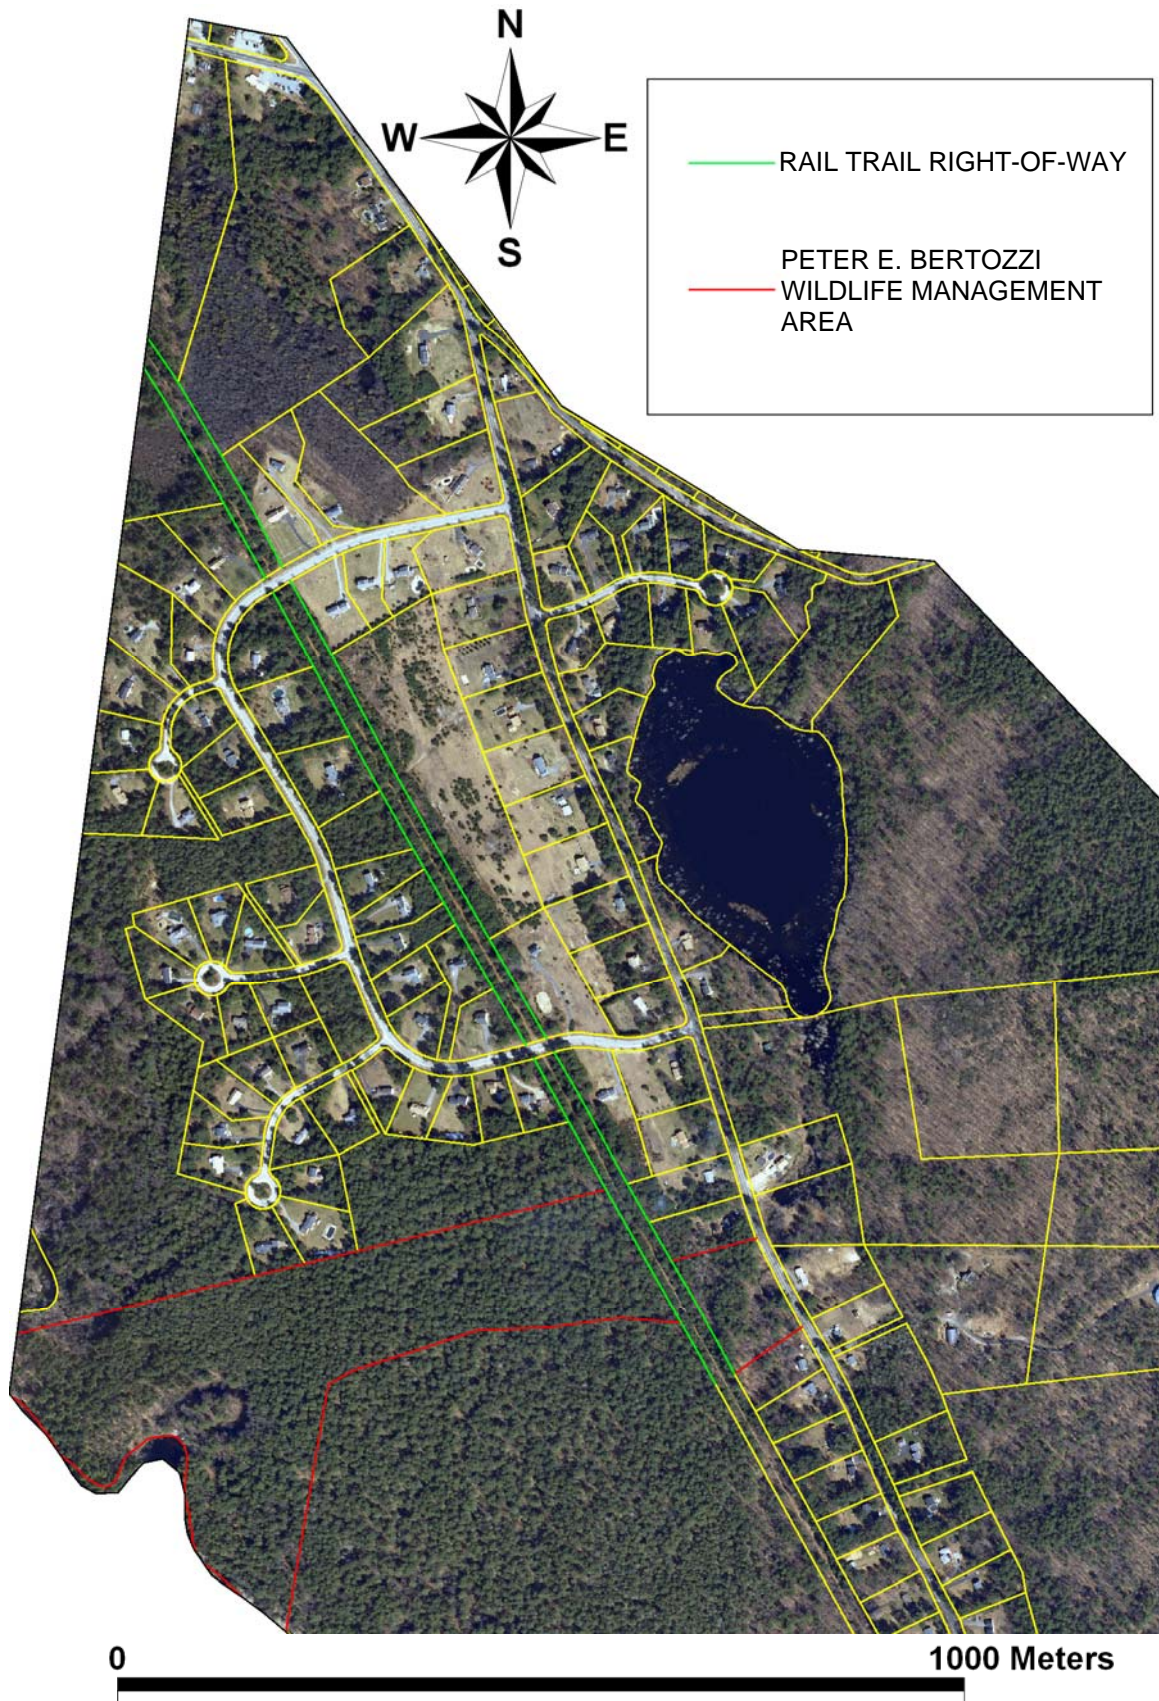 N
W E
S
RAIL TRAIL RIGHT-OF-WAY
PETER E. BERTOZZI
WILDLIFE MANAGEMENT
AREA
0 1000 Meters